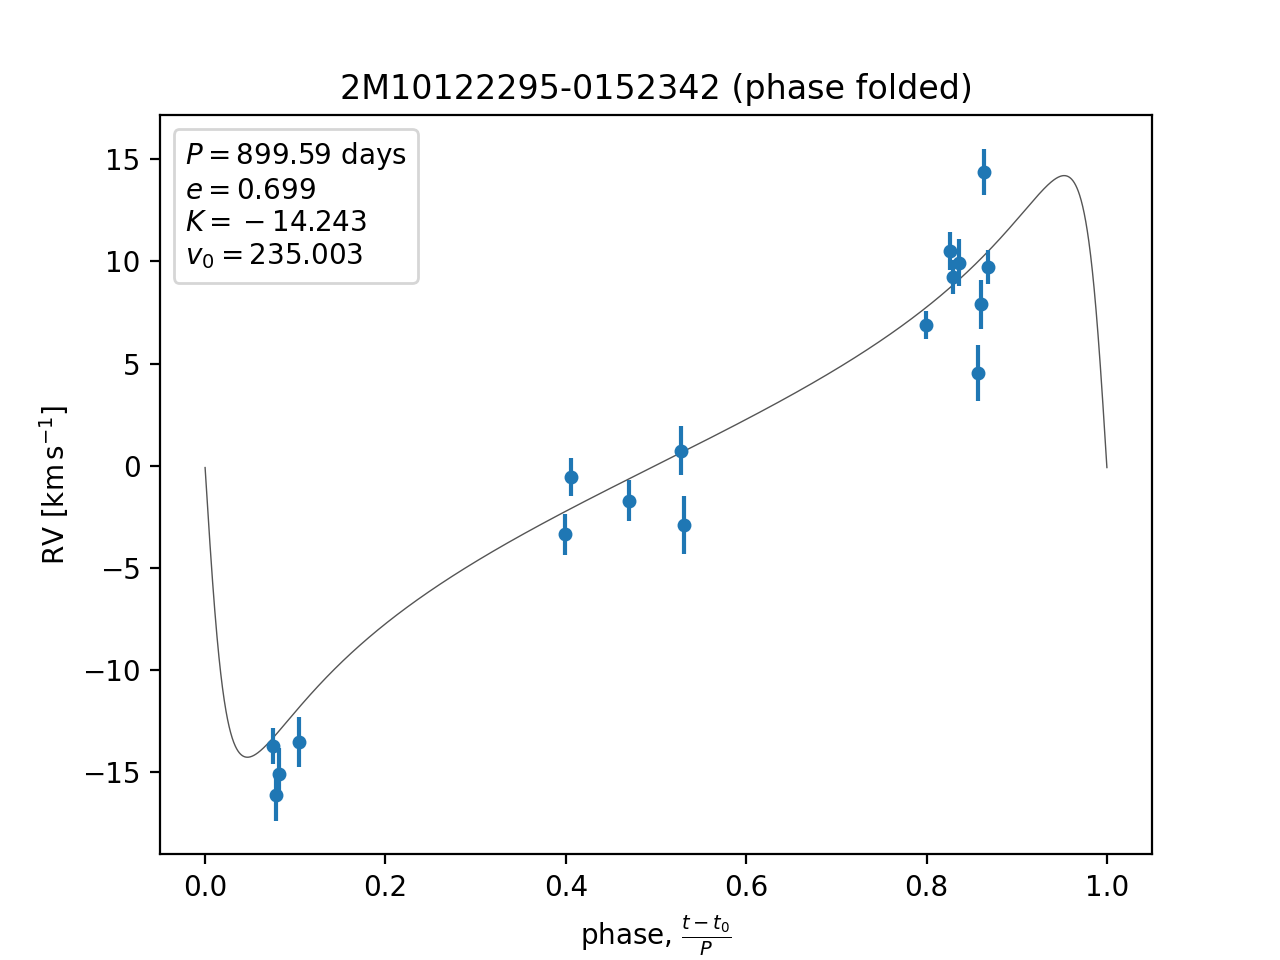 2M10122295-0152342 (phase folded)
P = 899.59 days
e = 0.699
K = −14.243
v₀ = 235.003
15
10
5
0
−5
−10
−15
RV [km s⁻¹]
0.0 0.2 0.4 0.6 0.8 1.0
phase, (t − t₀)/P